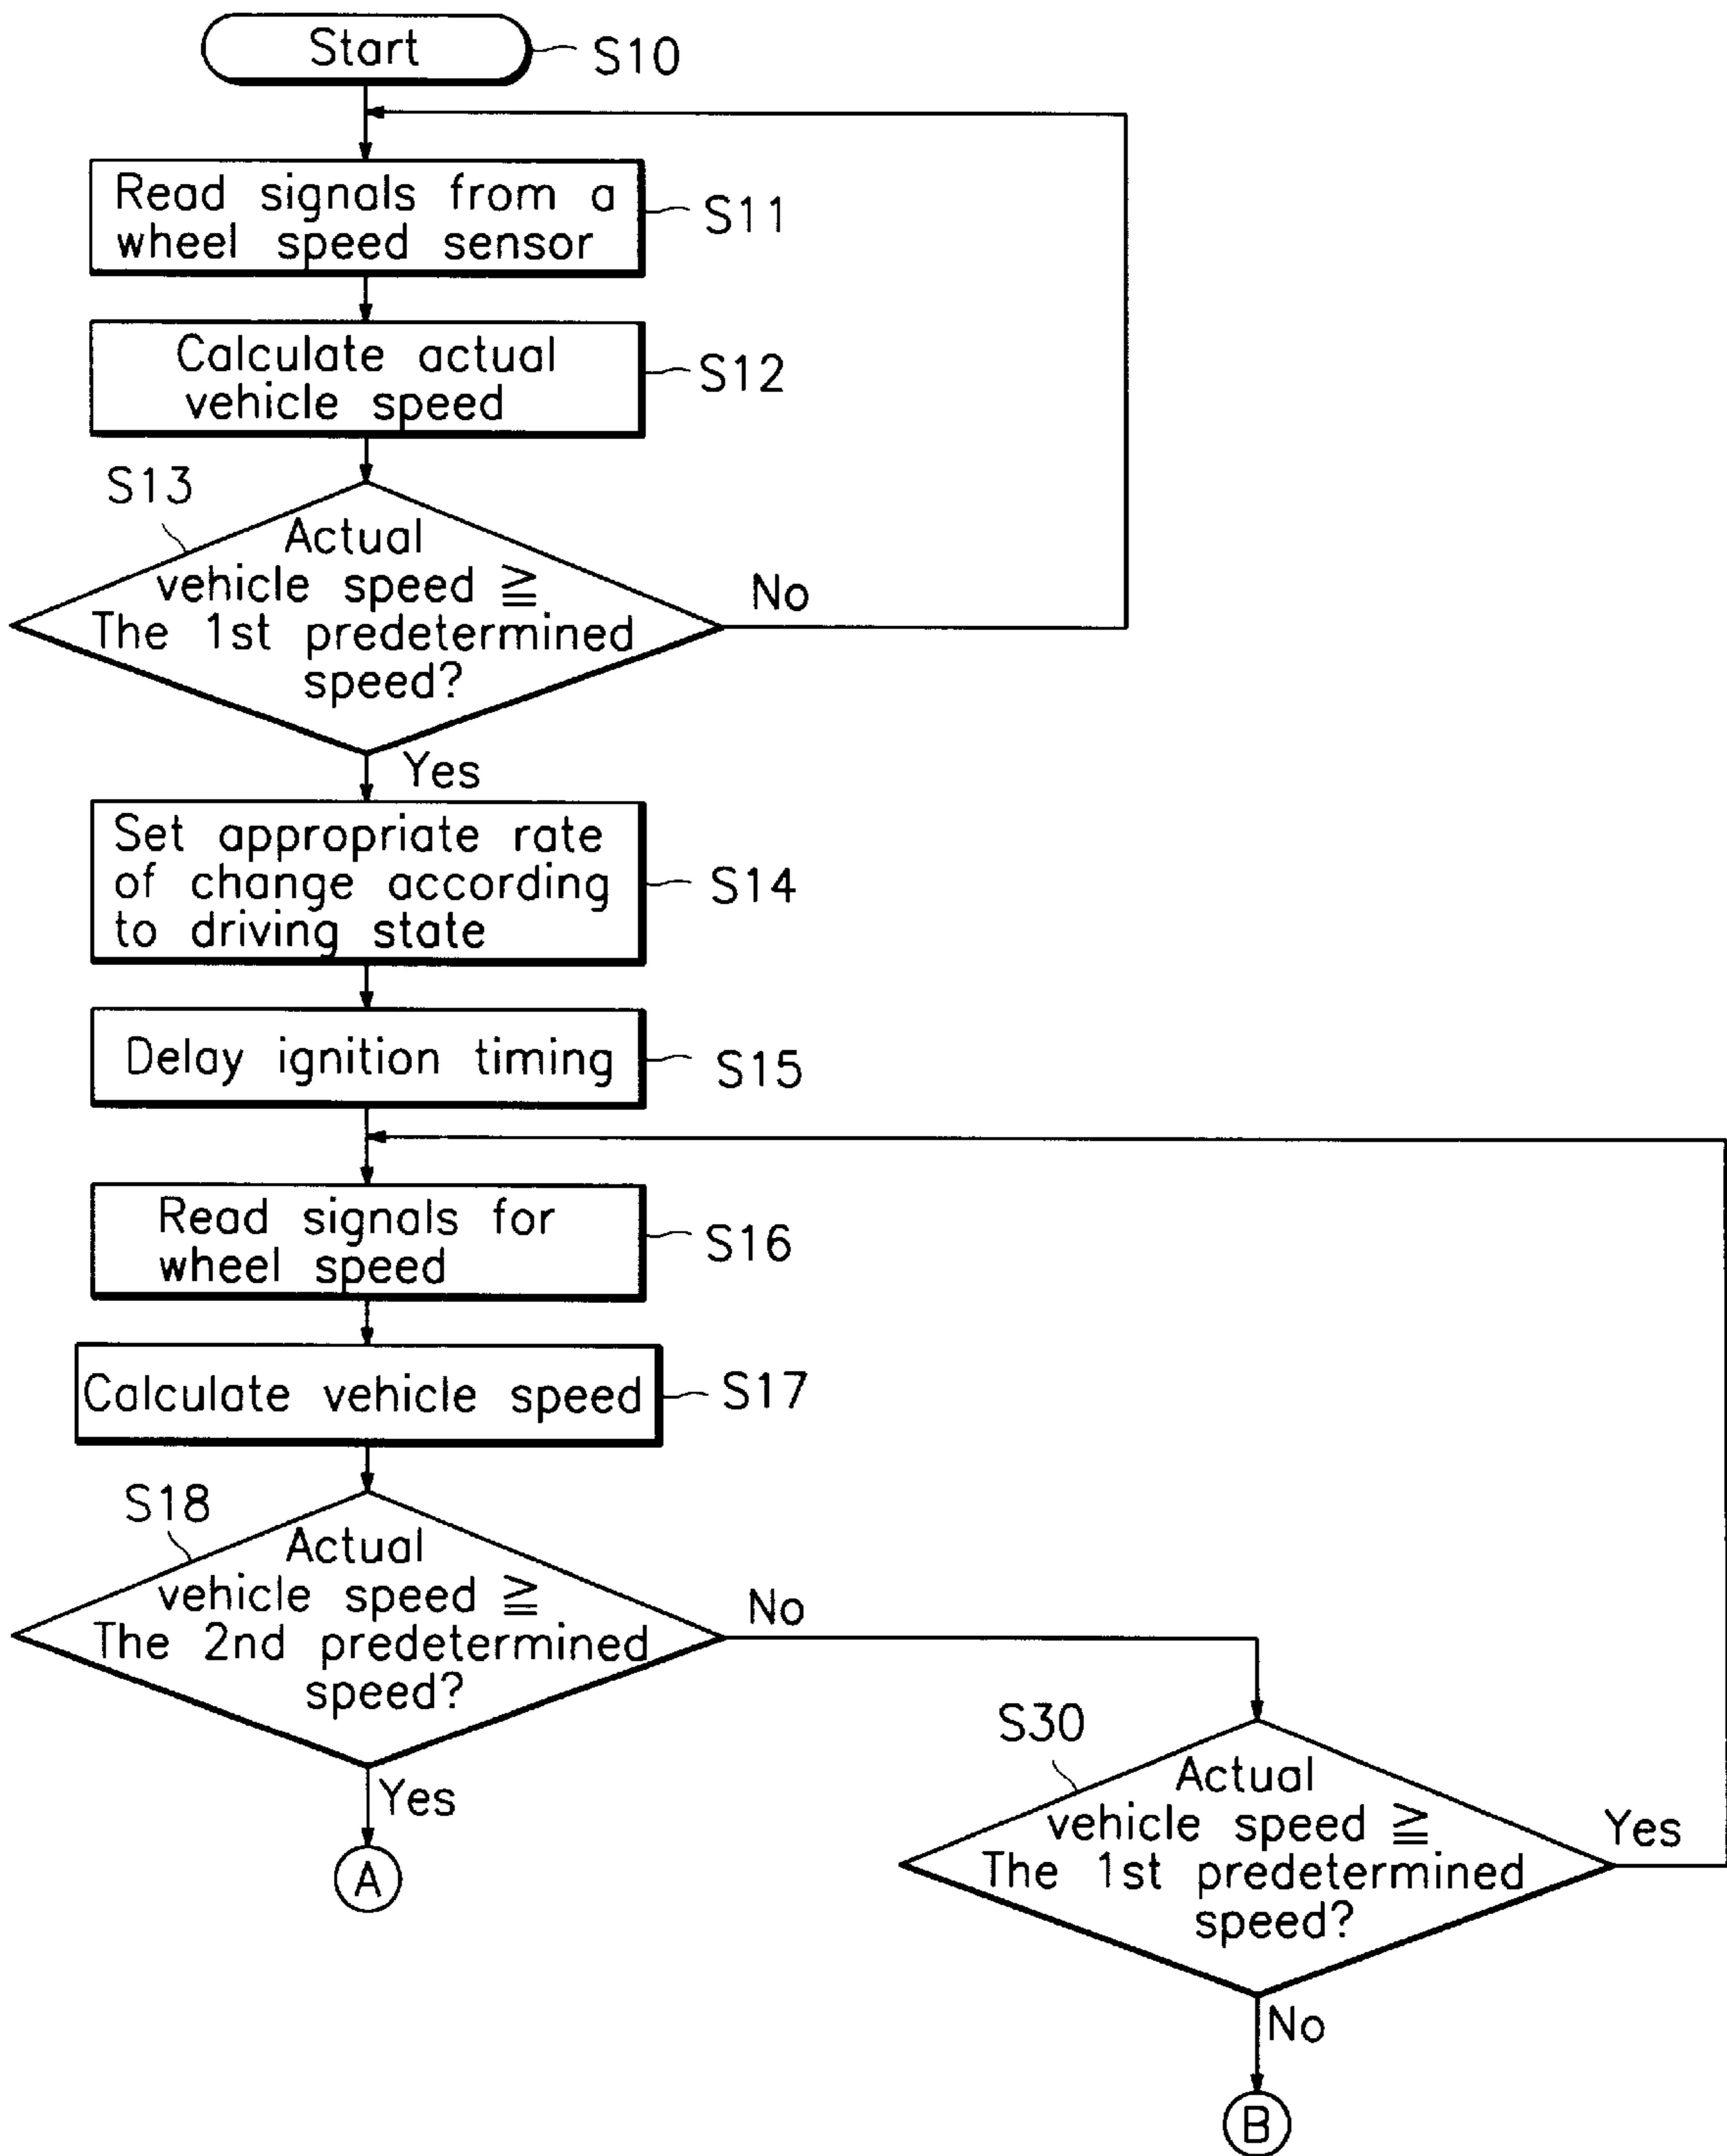 Start
S10
Read signals from a
wheel speed sensor
S11
Calculate actual
vehicle speed
S12
S13
Actual
vehicle speed ≧
The 1st predetermined
speed?
No
Yes
Set appropriate rate
of change according
to driving state
S14
Delay ignition timing
S15
Read signals for
wheel speed
S16
Calculate vehicle speed
S17
S18
Actual
vehicle speed ≧
The 2nd predetermined
speed?
No
Yes
A
S30
Actual
vehicle speed ≧
The 1st predetermined
speed?
Yes
No
B